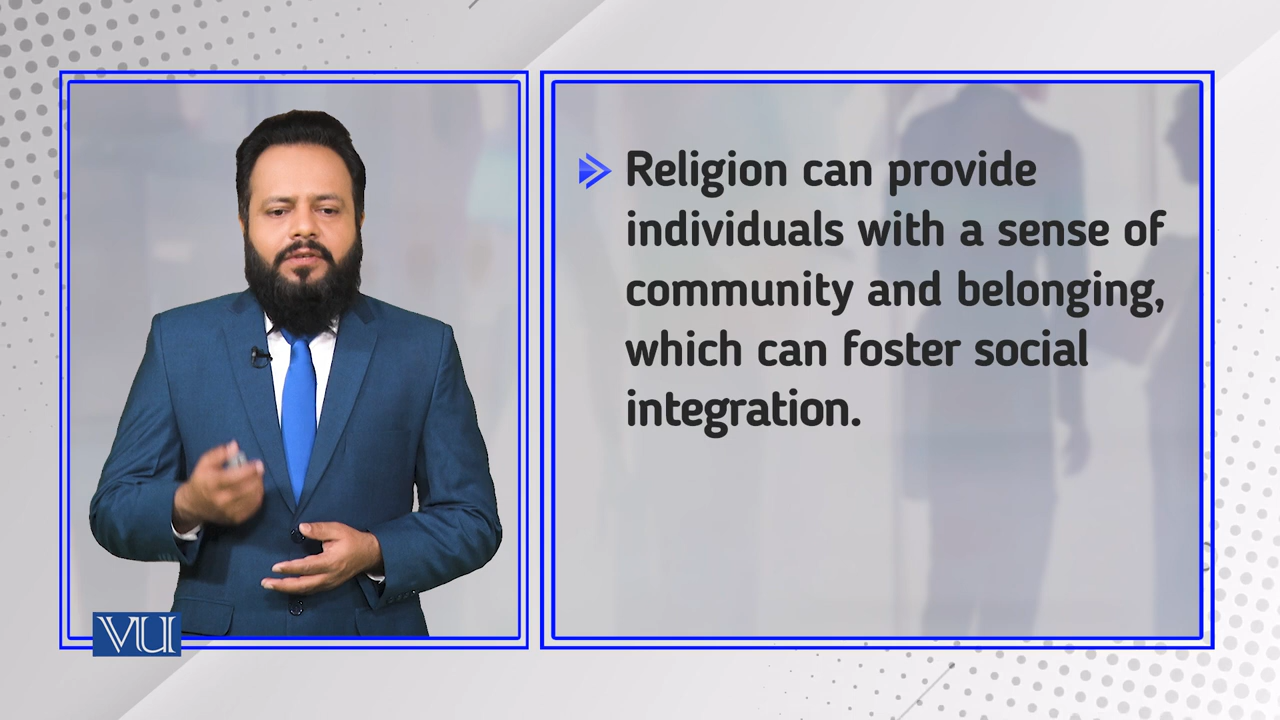 Religion can provide
individuals with a sense of
community and belonging,
which can foster social
integration.
VU